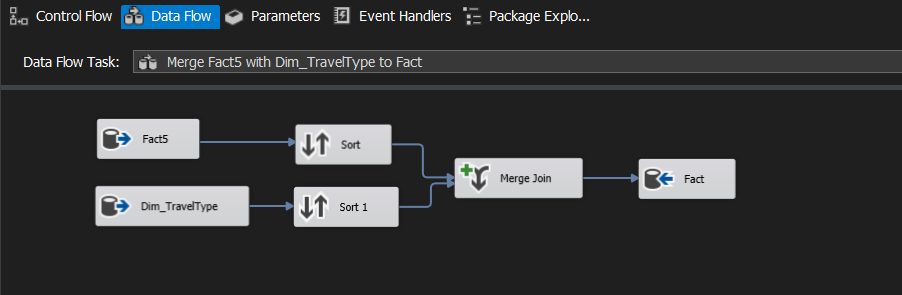 Control Flow Data Flow Parameters Event Handlers Package Explo...
Data Flow Task: Merge Fact5 with Dim_TravelType to Fact
Fact5
Sort
Merge Join
Fact
Dim_TravelType
Sort 1